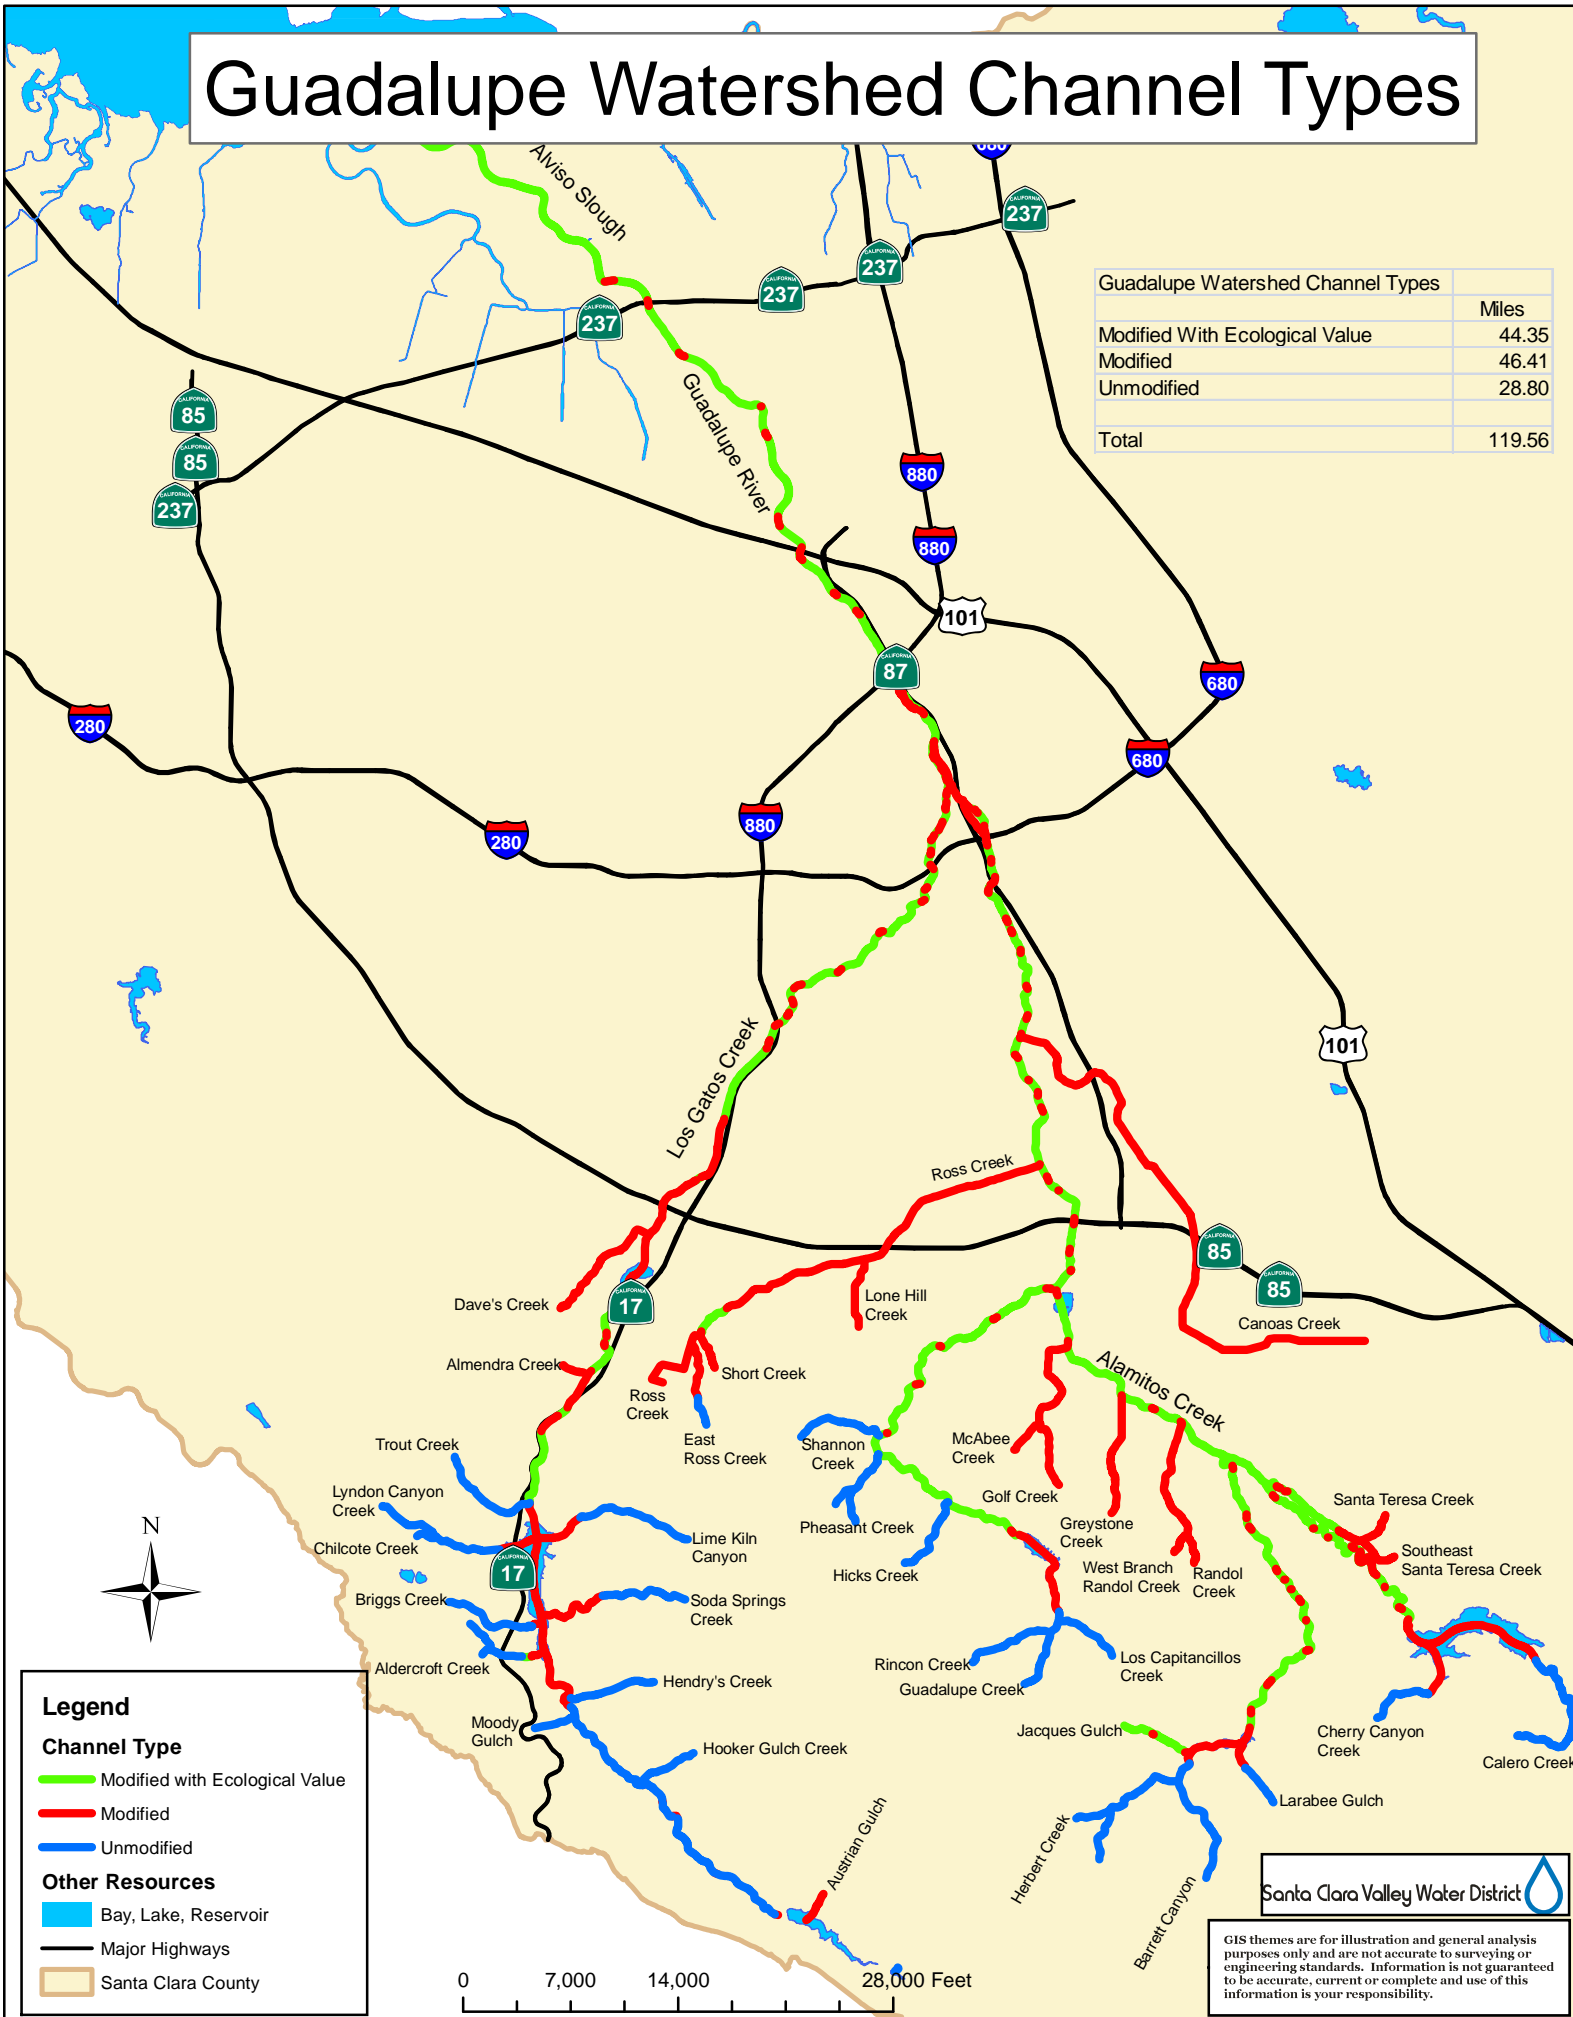 Guadalupe Watershed Channel Types
Alviso Slough
680
237
237
237
237
Guadalupe Watershed Channel Types
Miles
Modified With Ecological Value 44.35
Modified 46.41
Unmodified 28.80
Total 119.56
CALIFORNIA 85
CALIFORNIA 85
CALIFORNIA 237
Guadalupe River
880
880
101
CALIFORNIA 87
680
280
680
880
280
101
Los Gatos Creek
Ross Creek
CALIFORNIA 85
CALIFORNIA 85
Dave's Creek
CALIFORNIA 17
Lone Hill
Creek
Canoas Creek
Almendra Creek
Short Creek
Ross
Creek
Alamitos Creek
East
Ross Creek
Trout Creek
Shannon
Creek
McAbee
Creek
Lyndon Canyon
Creek
Golf Creek
Santa Teresa Creek
Pheasant Creek
Greystone
Creek
Chilcote Creek
Lime Kiln
Canyon
Southeast
Santa Teresa Creek
N
CALIFORNIA 17
Hicks Creek
West Branch
Randol Creek
Randol
Creek
Briggs Creek
Soda Springs
Creek
Aldercroft Creek
Rincon Creek
Los Capitancillos
Creek
Hendry's Creek
Guadalupe Creek
Moody
Gulch
Jacques Gulch
Cherry Canyon
Creek
Hooker Gulch Creek
Calero Creek
Larabee Gulch
Austrian Gulch
Herbert Creek
Barrett Canyon
Legend
Channel Type
Modified with Ecological Value
Modified
Unmodified
Other Resources
Bay, Lake, Reservoir
Major Highways
Santa Clara County
0 7,000 14,000 28,000 Feet
Santa Clara Valley Water District
GIS themes are for illustration and general analysis
purposes only and are not accurate to surveying or
engineering standards. Information is not guaranteed
to be accurate, current or complete and use of this
information is your responsibility.